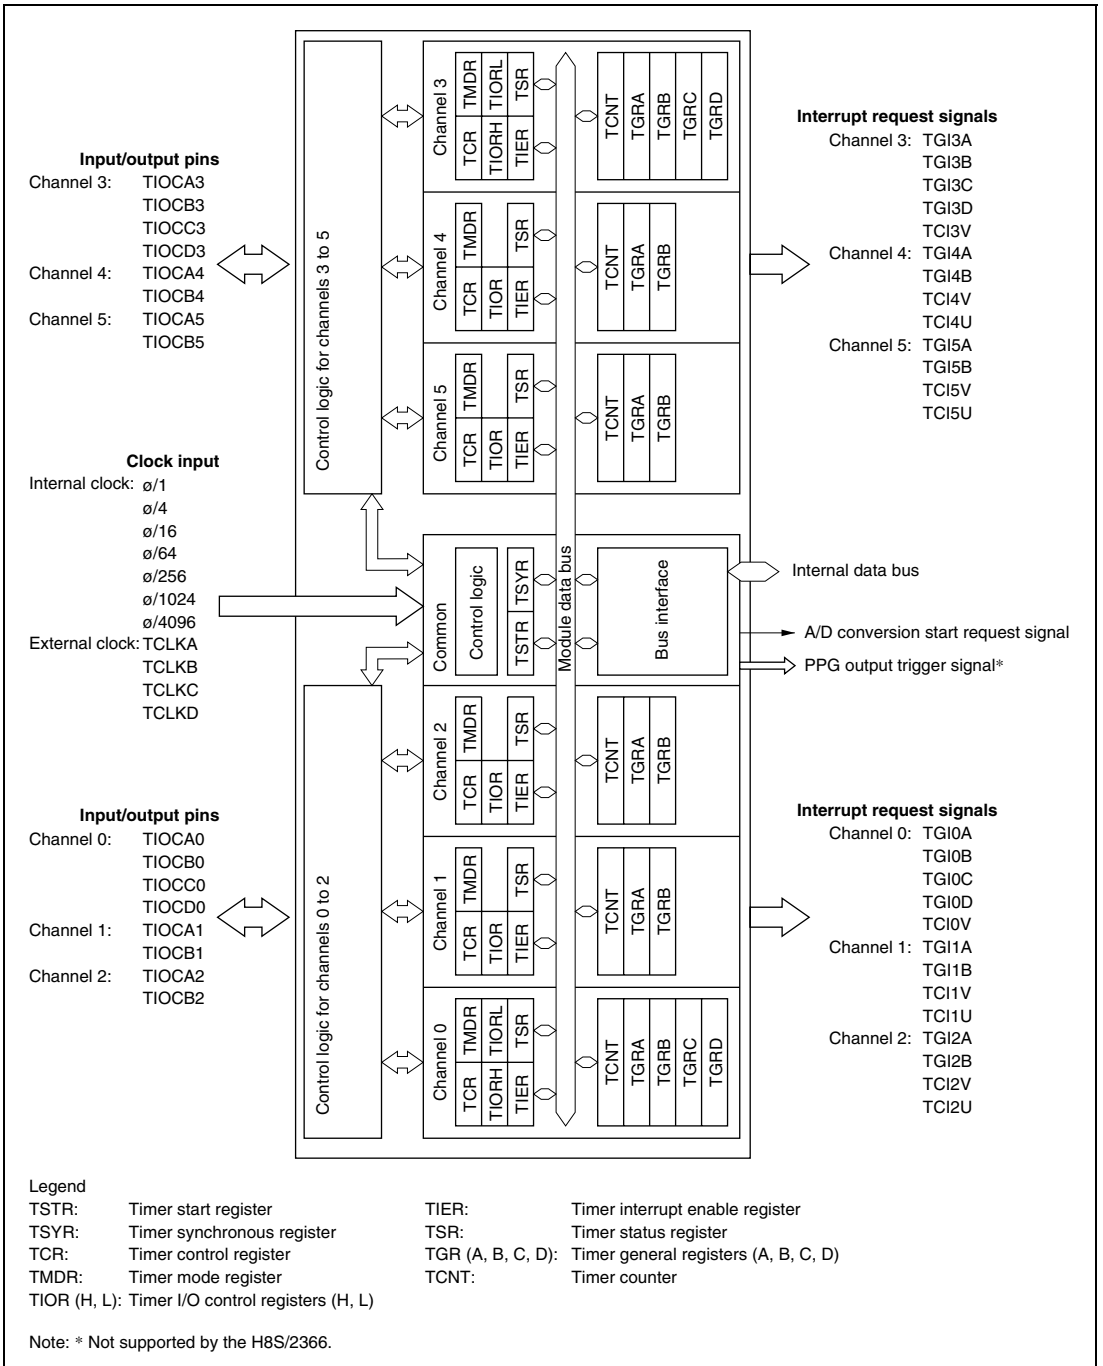 Input/output pins
Channel 3: TIOCA3
TIOCB3
TIOCC3
TIOCD3
Channel 4: TIOCA4
TIOCB4
Channel 5: TIOCA5
TIOCB5
Clock input
Internal clock: ø/1
ø/4
ø/16
ø/64
ø/256
ø/1024
ø/4096
External clock: TCLKA
TCLKB
TCLKC
TCLKD
Input/output pins
Channel 0: TIOCA0
TIOCB0
TIOCC0
TIOCD0
Channel 1: TIOCA1
TIOCB1
Channel 2: TIOCA2
TIOCB2
Control logic for channels 3 to 5
Control logic for channels 0 to 2
Channel 3
TCR TMDR
TIORH TIORL
TIER TSR
TCNT
TGRA
TGRB
TGRC
TGRD
Channel 4
TCR TMDR
TIOR
TIER TSR
TCNT
TGRA
TGRB
Channel 5
TCR TMDR
TIOR
TIER TSR
TCNT
TGRA
TGRB
Common
Control logic
TSTR TSYR
Module data bus
Bus interface
Channel 2
TCR TMDR
TIOR
TIER TSR
TCNT
TGRA
TGRB
Channel 1
TCR TMDR
TIOR
TIER TSR
TCNT
TGRA
TGRB
Channel 0
TCR TMDR
TIORH TIORL
TIER TSR
TCNT
TGRA
TGRB
TGRC
TGRD
Interrupt request signals
Channel 3: TGI3A
TGI3B
TGI3C
TGI3D
TCI3V
Channel 4: TGI4A
TGI4B
TCI4V
TCI4U
Channel 5: TGI5A
TGI5B
TCI5V
TCI5U
Internal data bus
A/D conversion start request signal
PPG output trigger signal*
Interrupt request signals
Channel 0: TGI0A
TGI0B
TGI0C
TGI0D
TCI0V
Channel 1: TGI1A
TGI1B
TCI1V
TCI1U
Channel 2: TGI2A
TGI2B
TCI2V
TCI2U
Legend
TSTR: Timer start register
TSYR: Timer synchronous register
TCR: Timer control register
TMDR: Timer mode register
TIOR (H, L): Timer I/O control registers (H, L)
TIER: Timer interrupt enable register
TSR: Timer status register
TGR (A, B, C, D): Timer general registers (A, B, C, D)
TCNT: Timer counter
Note: * Not supported by the H8S/2366.